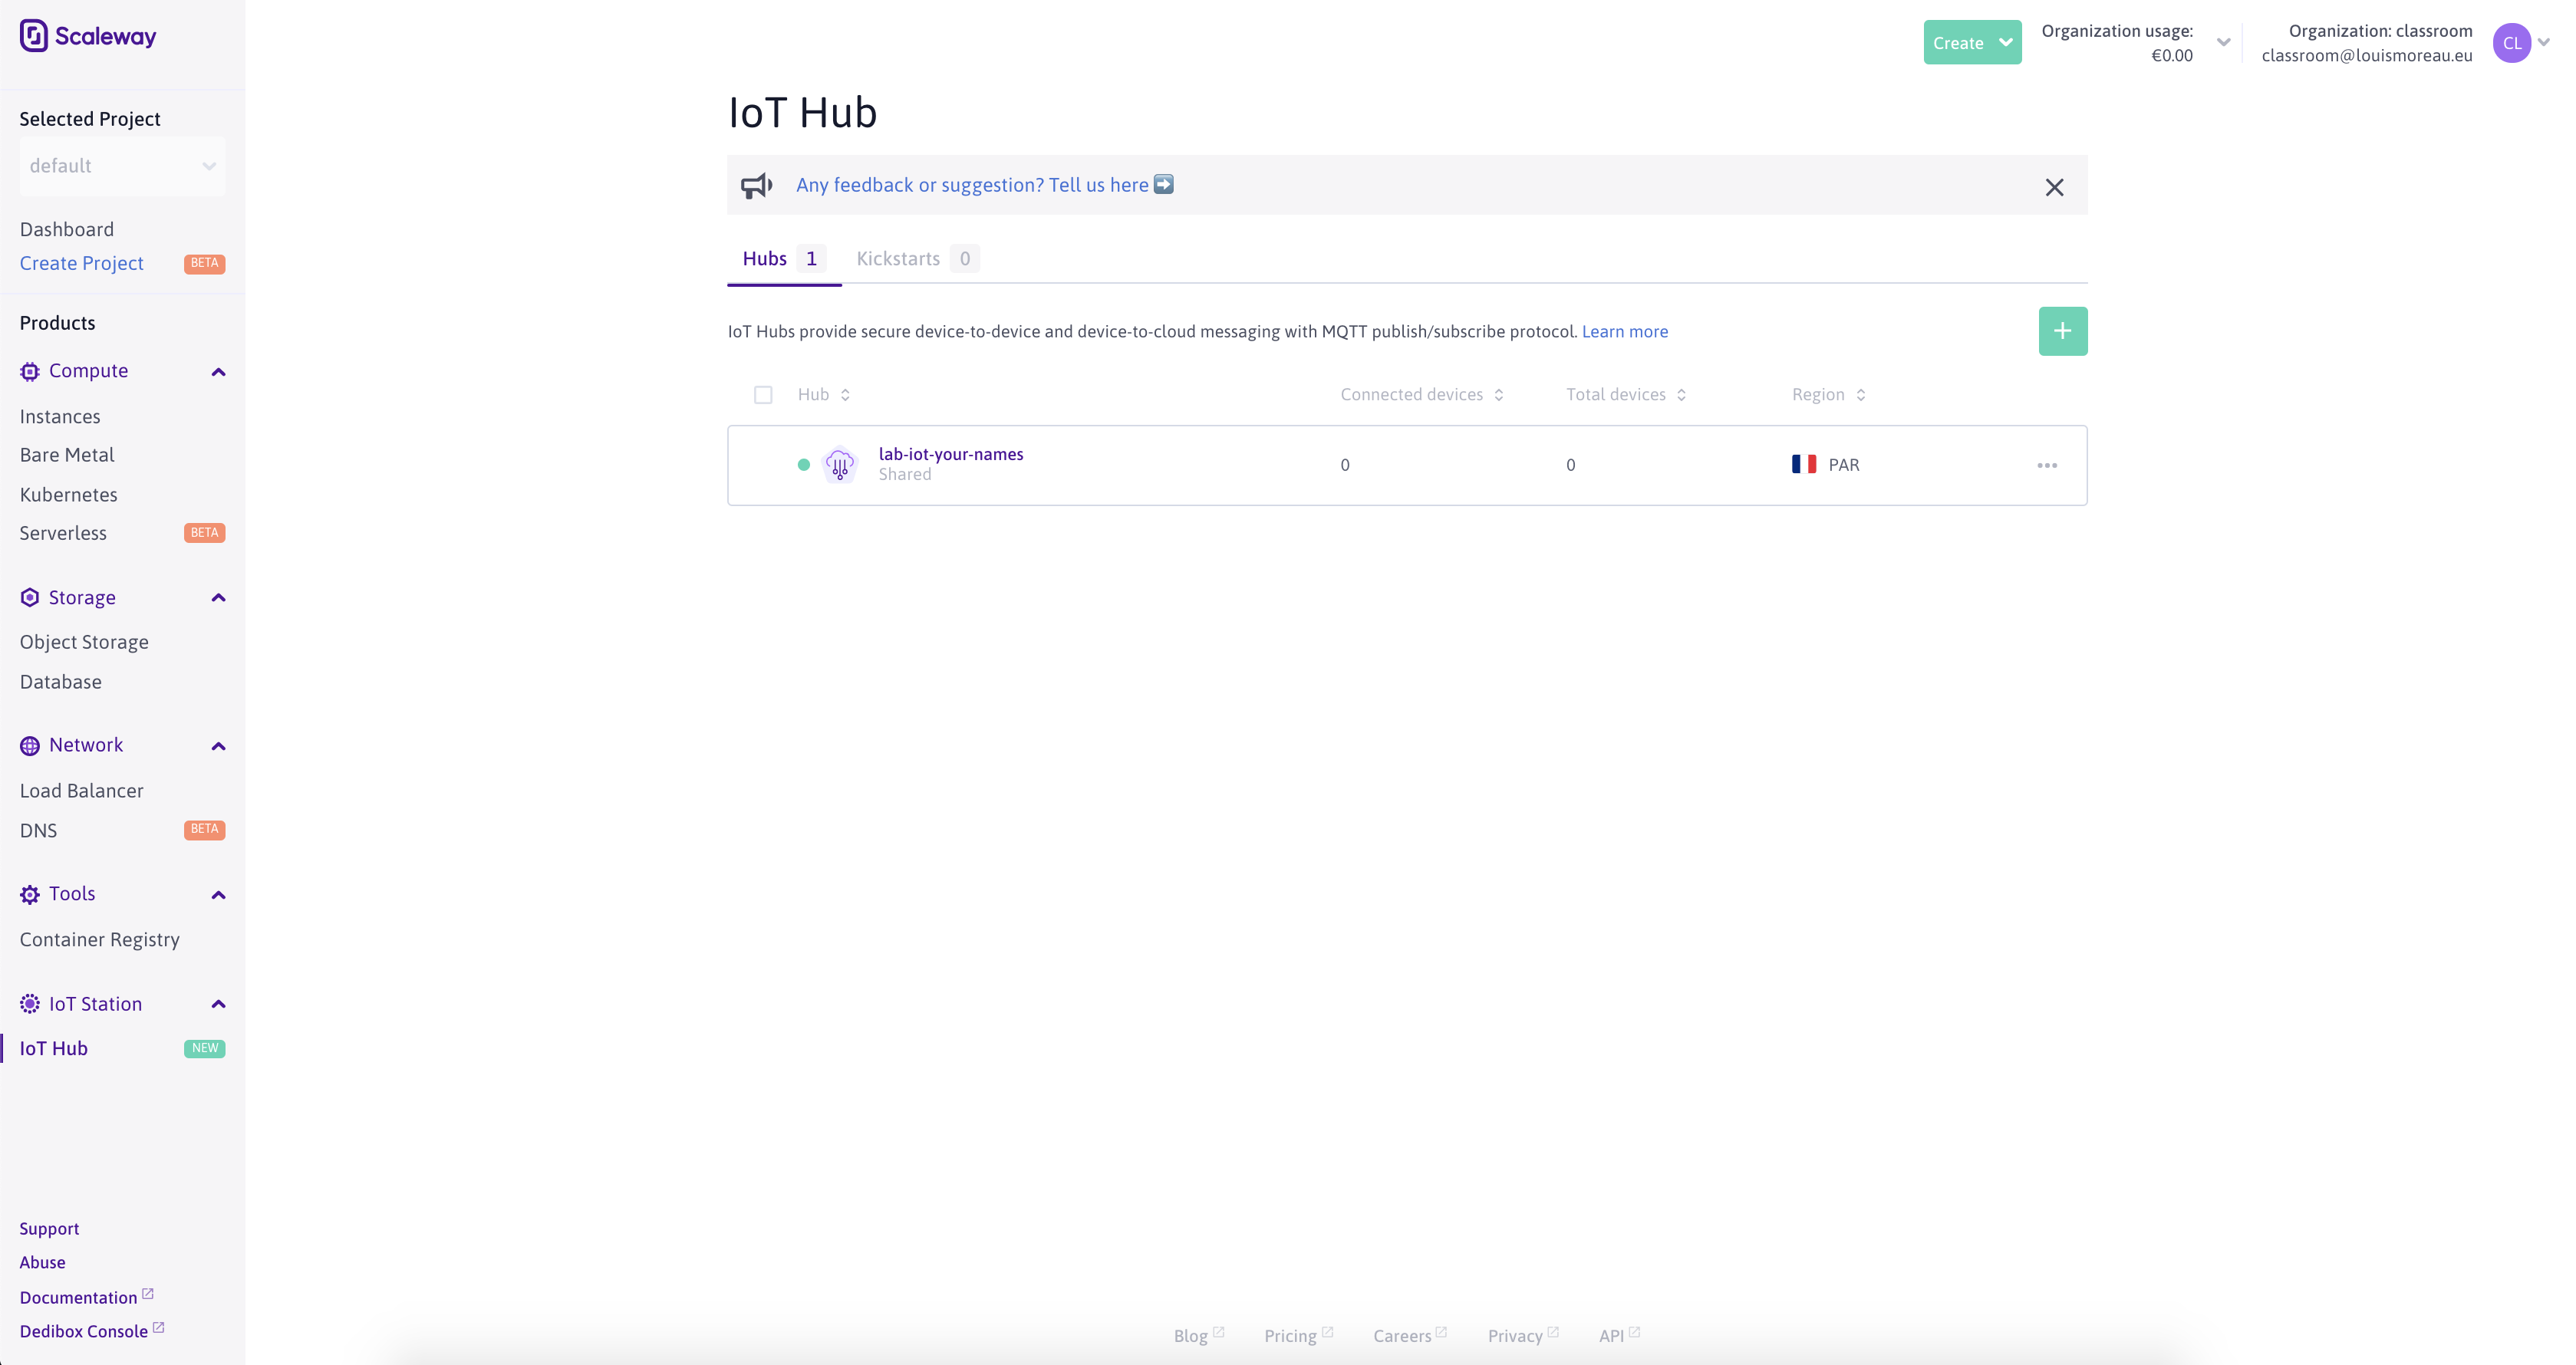 Scaleway
Selected Project
default
Dashboard
Create Project BETA
Products
Compute
Instances
Bare Metal
Kubernetes
Serverless BETA
Storage
Object Storage
Database
Network
Load Balancer
DNS BETA
Tools
Container Registry
IoT Station
IoT Hub NEW
Support
Abuse
Documentation
Dedibox Console
Create
Organization usage:
€0.00
Organization: classroom
classroom@louismoreau.eu
CL
IoT Hub
Any feedback or suggestion? Tell us here ➡️
Hubs 1 Kickstarts 0
IoT Hubs provide secure device-to-device and device-to-cloud messaging with MQTT publish/subscribe protocol. Learn more
Hub Connected devices Total devices Region
lab-iot-your-names
Shared
0 0 PAR
Blog Pricing Careers Privacy API